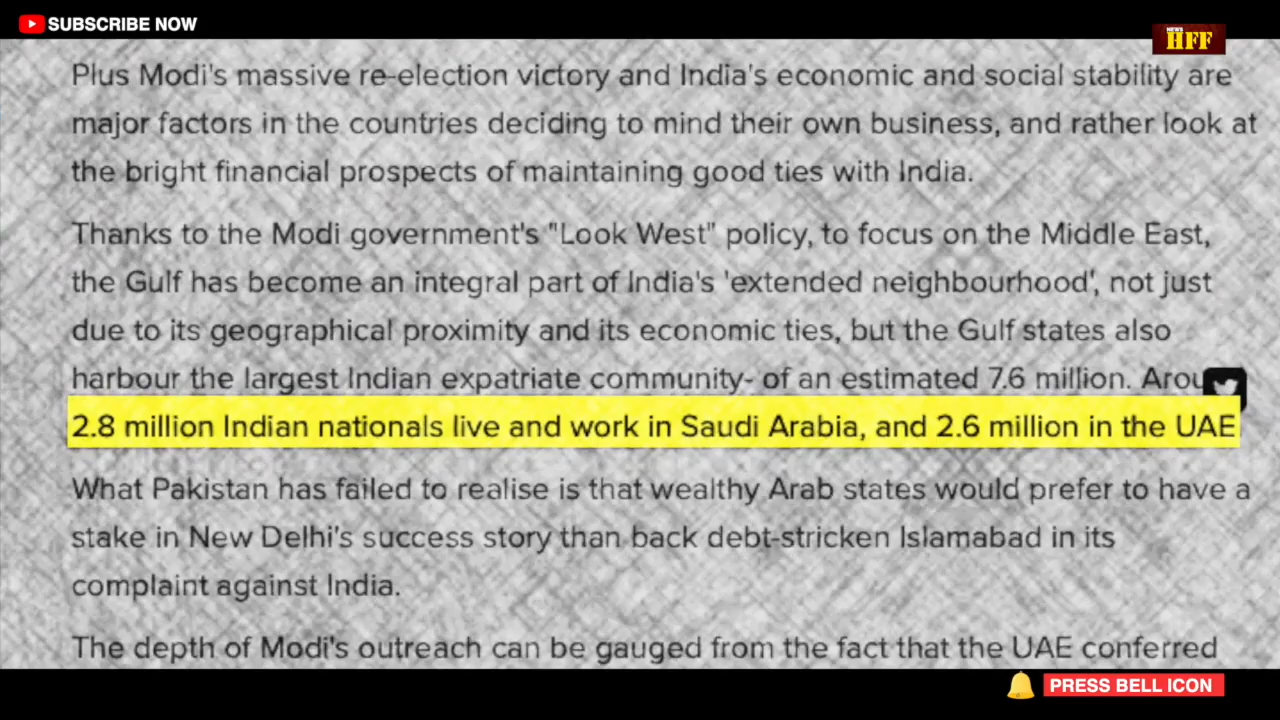 SUBSCRIBE NOW
NEWS
HFF
Plus Modi's massive re-election victory and India's economic and social stability are
major factors in the countries deciding to mind their own business, and rather look at
the bright financial prospects of maintaining good ties with India.
Thanks to the Modi government's "Look West" policy, to focus on the Middle East,
the Gulf has become an integral part of India's 'extended neighbourhood', not just
due to its geographical proximity and its economic ties, but the Gulf states also
harbour the largest Indian expatriate community- of an estimated 7.6 million. Arou
2.8 million Indian nationals live and work in Saudi Arabia, and 2.6 million in the UAE
What Pakistan has failed to realise is that wealthy Arab states would prefer to have a
stake in New Delhi's success story than back debt-stricken Islamabad in its
complaint against India.
The depth of Modi's outreach can be gauged from the fact that the UAE conferred
PRESS BELL ICON